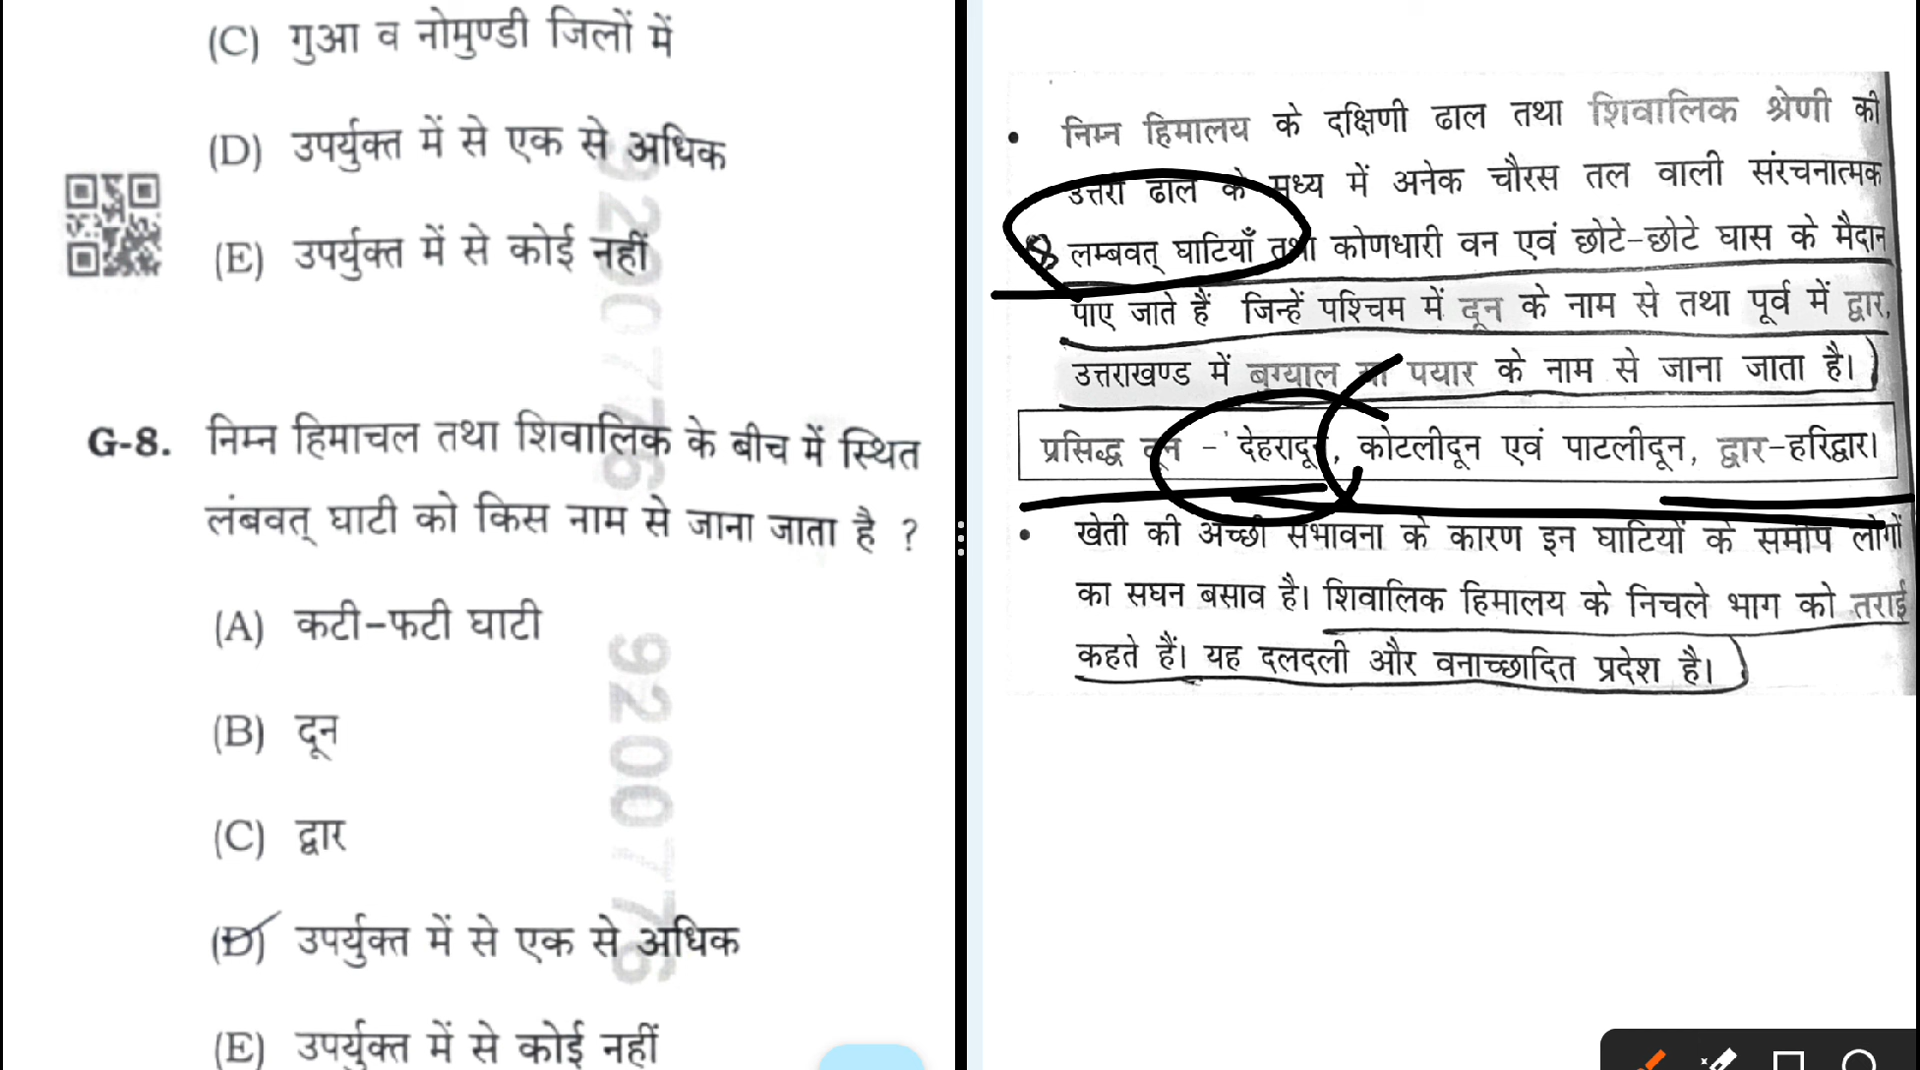 (C) गुआ व नोमुण्डी जिलों में
(D) उपर्युक्त में से एक से अधिक
(E) उपर्युक्त में से कोई नहीं
G-8. निम्न हिमाचल तथा शिवालिक के बीच में स्थित
लंबवत् घाटी को किस नाम से जाना जाता है ?
(A) कटी-फटी घाटी
(B) दून
(C) द्वार
(D) उपर्युक्त में से एक से अधिक
(E) उपर्युक्त में से कोई नहीं
9200776
9200776
• निम्न हिमालय के दक्षिणी ढाल तथा शिवालिक श्रेणी की
उत्तरी ढाल के मध्य में अनेक चौरस तल वाली संरचनात्मक
लम्बवत् घाटियाँ तथा कोणधारी वन एवं छोटे-छोटे घास के मैदान
पाए जाते हैं जिन्हें पश्चिम में दून के नाम से तथा पूर्व में द्वार,
उत्तराखण्ड में बुग्याल या पयार के नाम से जाना जाता है।
प्रसिद्ध दून - देहरादून, कोटलीदून एवं पाटलीदून, द्वार-हरिद्वार।
• खेती की अच्छी संभावना के कारण इन घाटियों के समीप लोगों
का सघन बसाव है। शिवालिक हिमालय के निचले भाग को तराई
कहते हैं। यह दलदली और वनाच्छादित प्रदेश है।